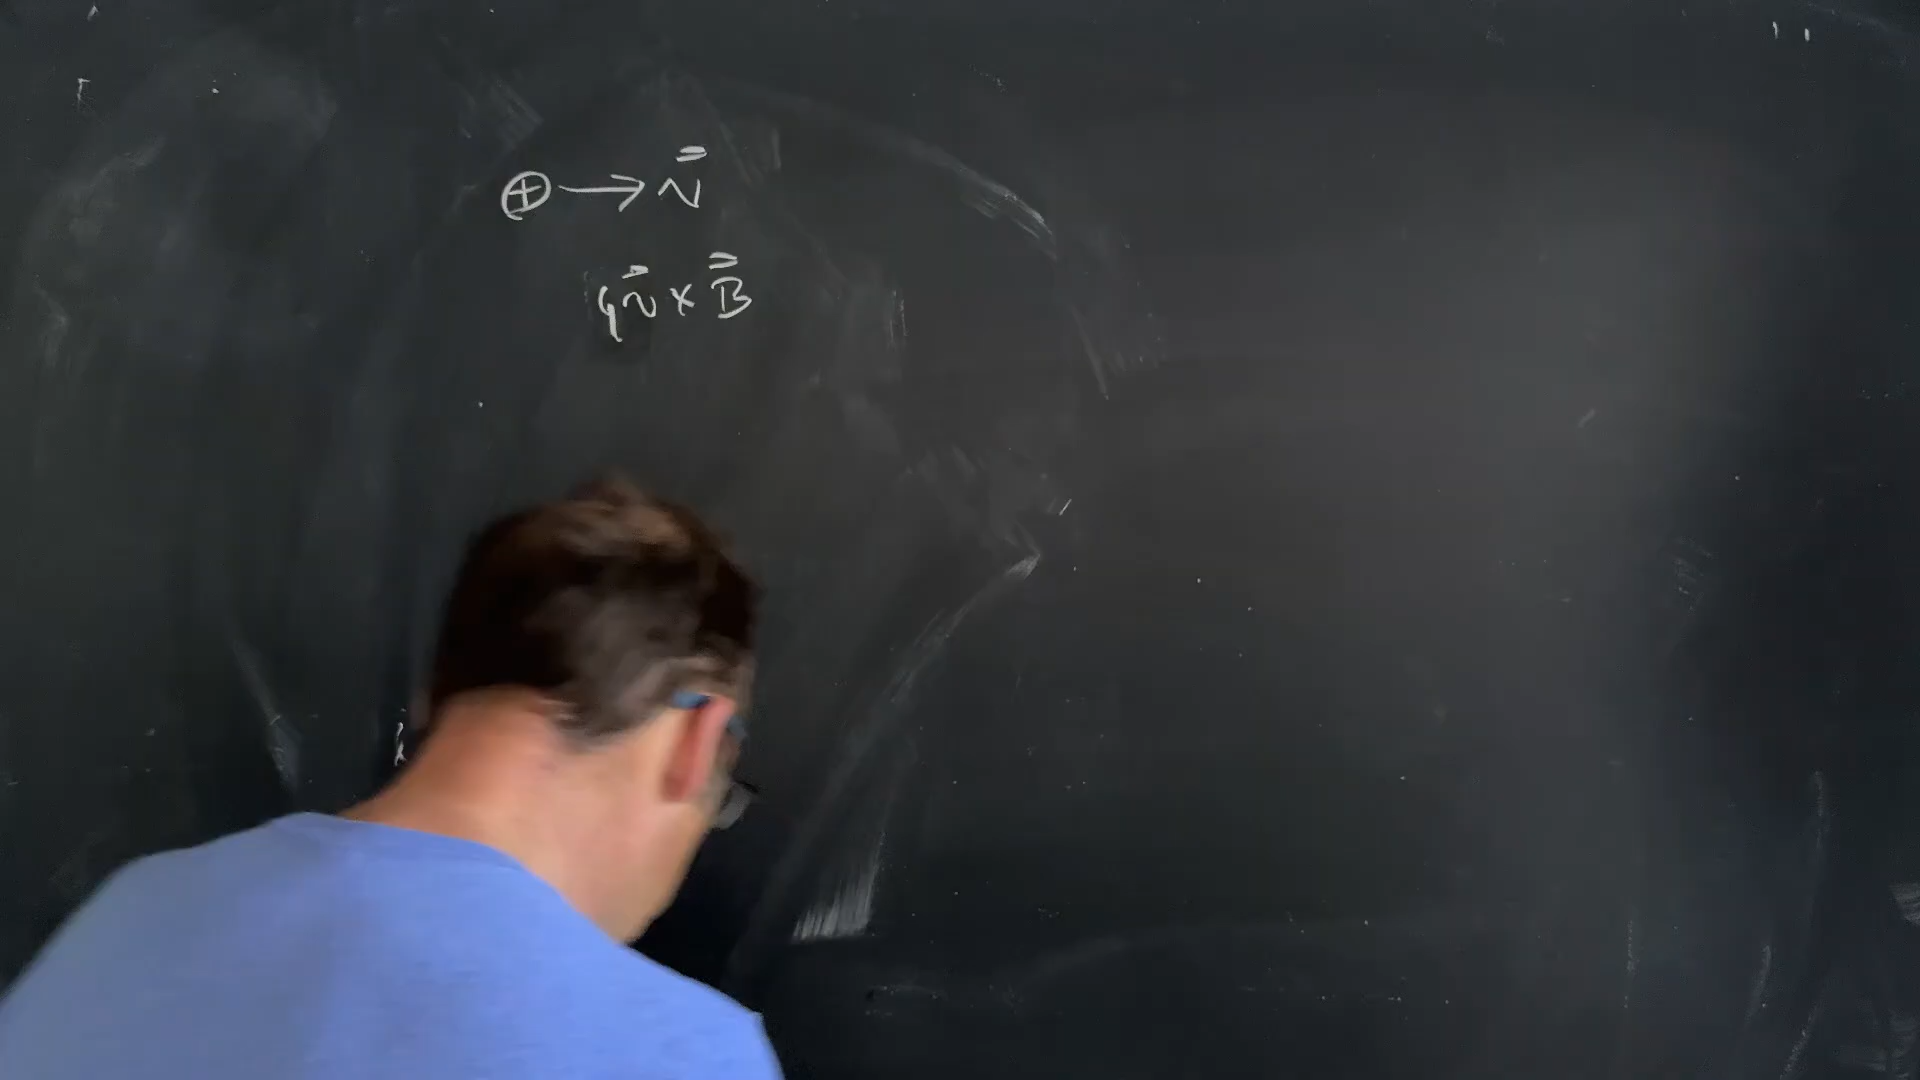 ⊕ → v⃗
qv⃗ × B⃗